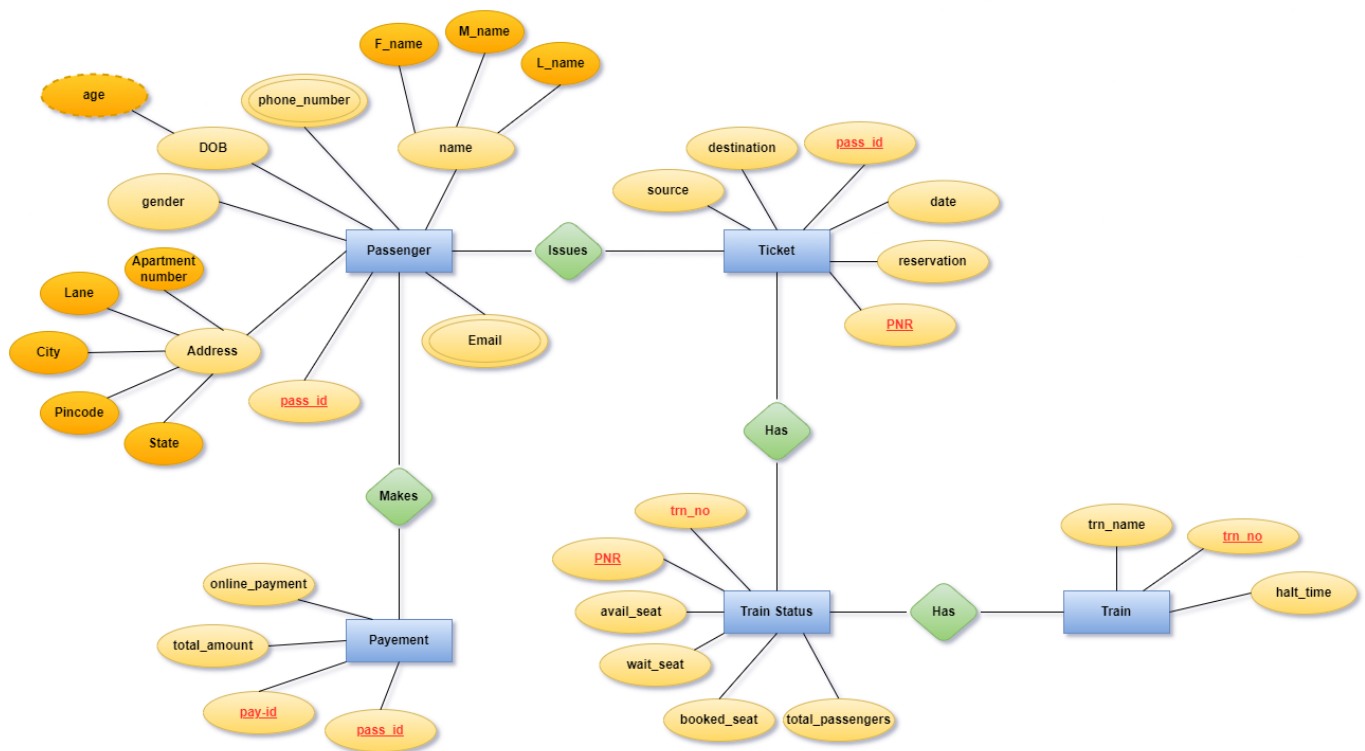 F_name
M_name
L_name
age
phone_number
DOB
name
gender
destination
pass_id
source
date
Passenger
Issues
Ticket
reservation
Apartment
number
Lane
City
Address
Pincode
State
Email
PNR
pass_id
Has
Makes
trn_no
PNR
trn_name
trn_no
online_payment
avail_seat
Train Status
Has
Train
halt_time
total_amount
Payement
wait_seat
pay-id
pass_id
booked_seat
total_passengers